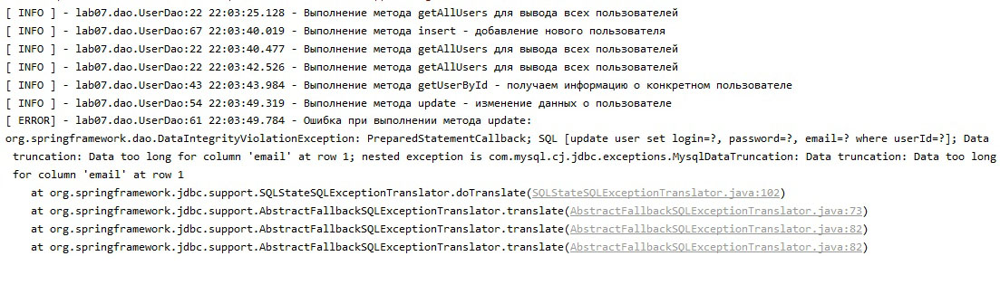 [ INFO ] - lab07.dao.UserDao:22 22:03:25.128 - Выполнение метода getAllUsers для вывода всех пользователей
[ INFO ] - lab07.dao.UserDao:67 22:03:40.019 - Выполнение метода insert - добавление нового пользователя
[ INFO ] - lab07.dao.UserDao:22 22:03:40.477 - Выполнение метода getAllUsers для вывода всех пользователей
[ INFO ] - lab07.dao.UserDao:22 22:03:42.526 - Выполнение метода getAllUsers для вывода всех пользователей
[ INFO ] - lab07.dao.UserDao:43 22:03:43.984 - Выполнение метода getUserById - получаем информацию о конкретном пользователе
[ INFO ] - lab07.dao.UserDao:54 22:03:49.319 - Выполнение метода update - изменение данных о пользователе
[ ERROR] - lab07.dao.UserDao:61 22:03:49.784 - Ошибка при выполнении метода update:
org.springframework.dao.DataIntegrityViolationException: PreparedStatementCallback; SQL [update user set login=?, password=?, email=? where userId=?]; Data
truncation: Data too long for column 'email' at row 1; nested exception is com.mysql.cj.jdbc.exceptions.MysqlDataTruncation: Data truncation: Data too long
for column 'email' at row 1
at org.springframework.jdbc.support.SQLStateSQLExceptionTranslator.doTranslate(SQLStateSQLExceptionTranslator.java:102)
at org.springframework.jdbc.support.AbstractFallbackSQLExceptionTranslator.translate(AbstractFallbackSQLExceptionTranslator.java:73)
at org.springframework.jdbc.support.AbstractFallbackSQLExceptionTranslator.translate(AbstractFallbackSQLExceptionTranslator.java:82)
at org.springframework.jdbc.support.AbstractFallbackSQLExceptionTranslator.translate(AbstractFallbackSQLExceptionTranslator.java:82)